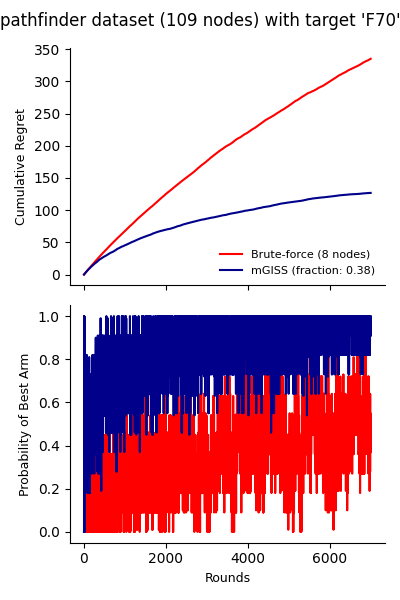 pathfinder dataset (109 nodes) with target 'F70'
350
300
250
200
150
100
50
0
Cumulative Regret
Brute-force (8 nodes)
mGISS (fraction: 0.38)
1.0
0.8
0.6
0.4
0.2
0.0
Probability of Best Arm
0 2000 4000 6000
Rounds